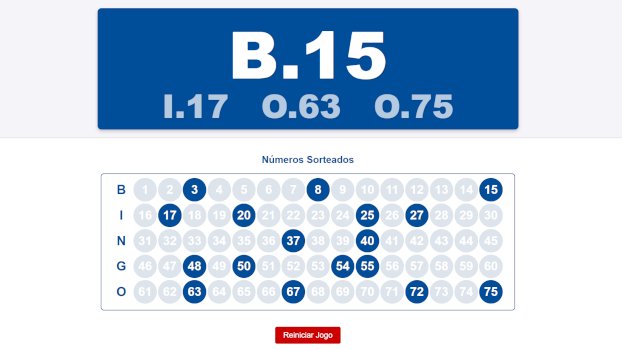 B.15
I.17 O.63 O.75
Números Sorteados
B 1 2 3 4 5 6 7 8 9 10 11 12 13 14 15
I 16 17 18 19 20 21 22 23 24 25 26 27 28 29 30
N 31 32 33 34 35 36 37 38 39 40 41 42 43 44 45
G 46 47 48 49 50 51 52 53 54 55 56 57 58 59 60
O 61 62 63 64 65 66 67 68 69 70 71 72 73 74 75
Reiniciar Jogo